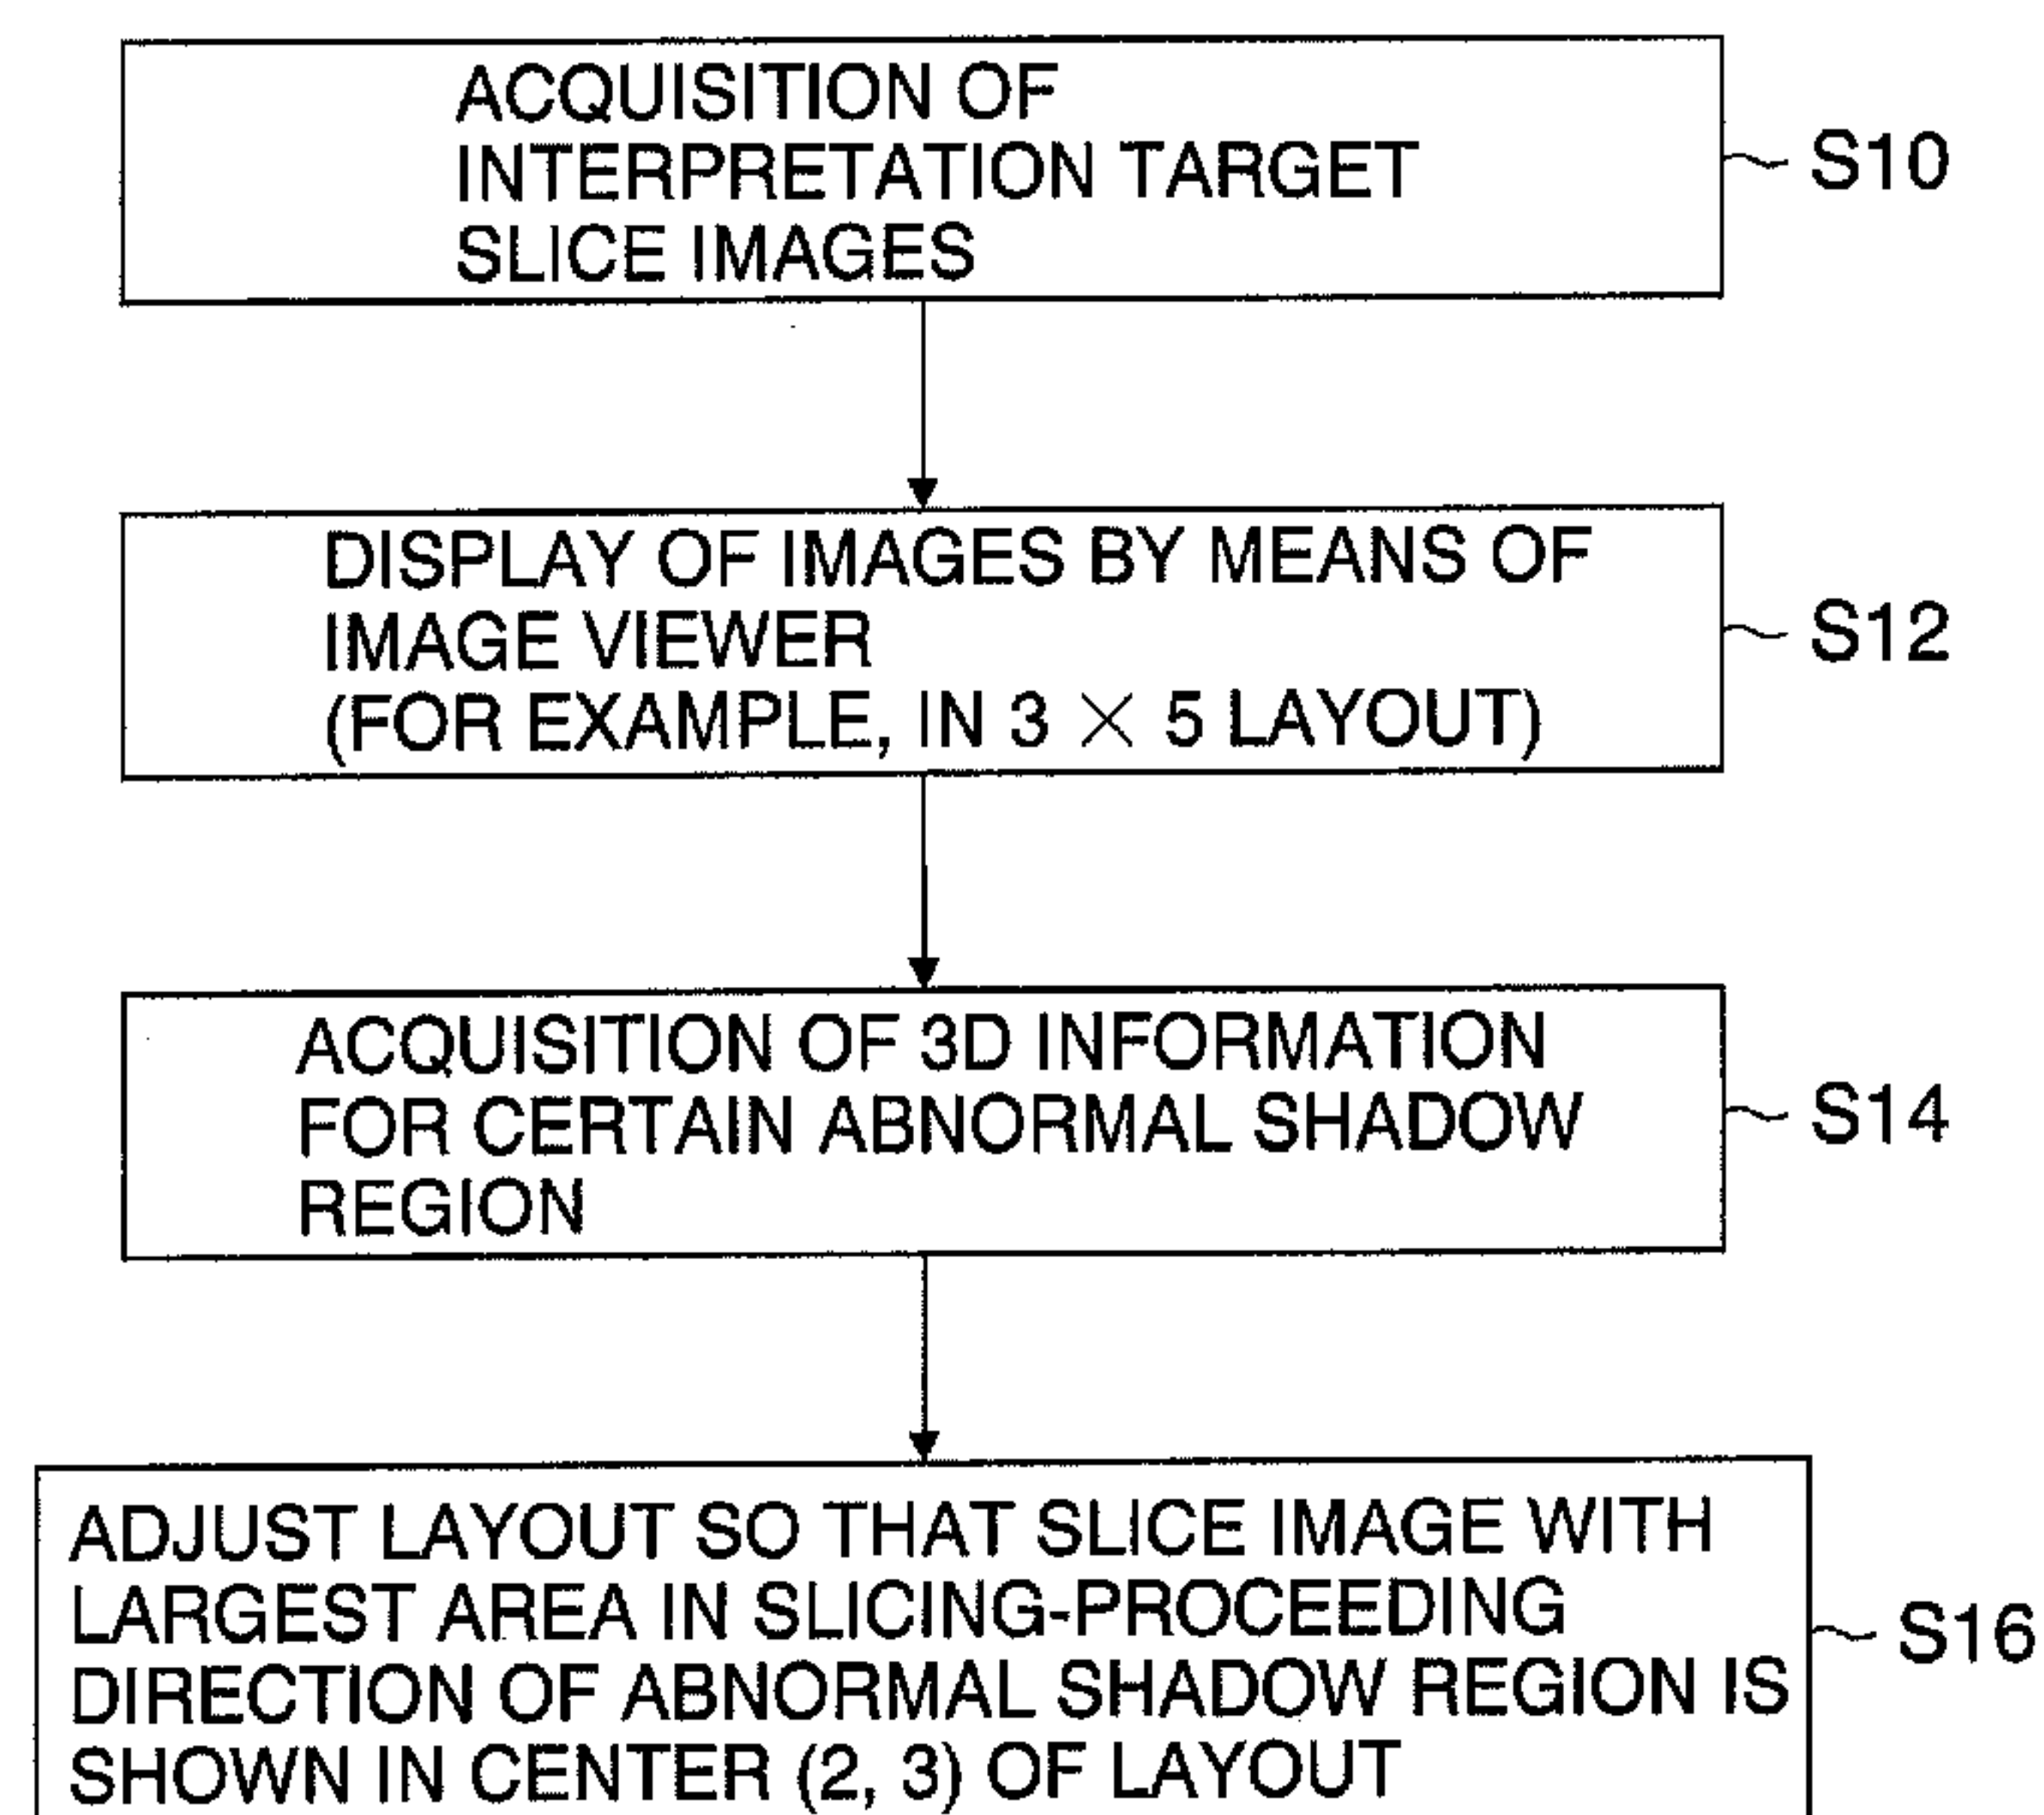 ACQUISITION OF
INTERPRETATION TARGET
SLICE IMAGES
S10
DISPLAY OF IMAGES BY MEANS OF
IMAGE VIEWER
(FOR EXAMPLE, IN 3 × 5 LAYOUT)
S12
ACQUISITION OF 3D INFORMATION
FOR CERTAIN ABNORMAL SHADOW
REGION
S14
ADJUST LAYOUT SO THAT SLICE IMAGE WITH
LARGEST AREA IN SLICING-PROCEEDING
DIRECTION OF ABNORMAL SHADOW REGION IS
SHOWN IN CENTER (2, 3) OF LAYOUT
S16